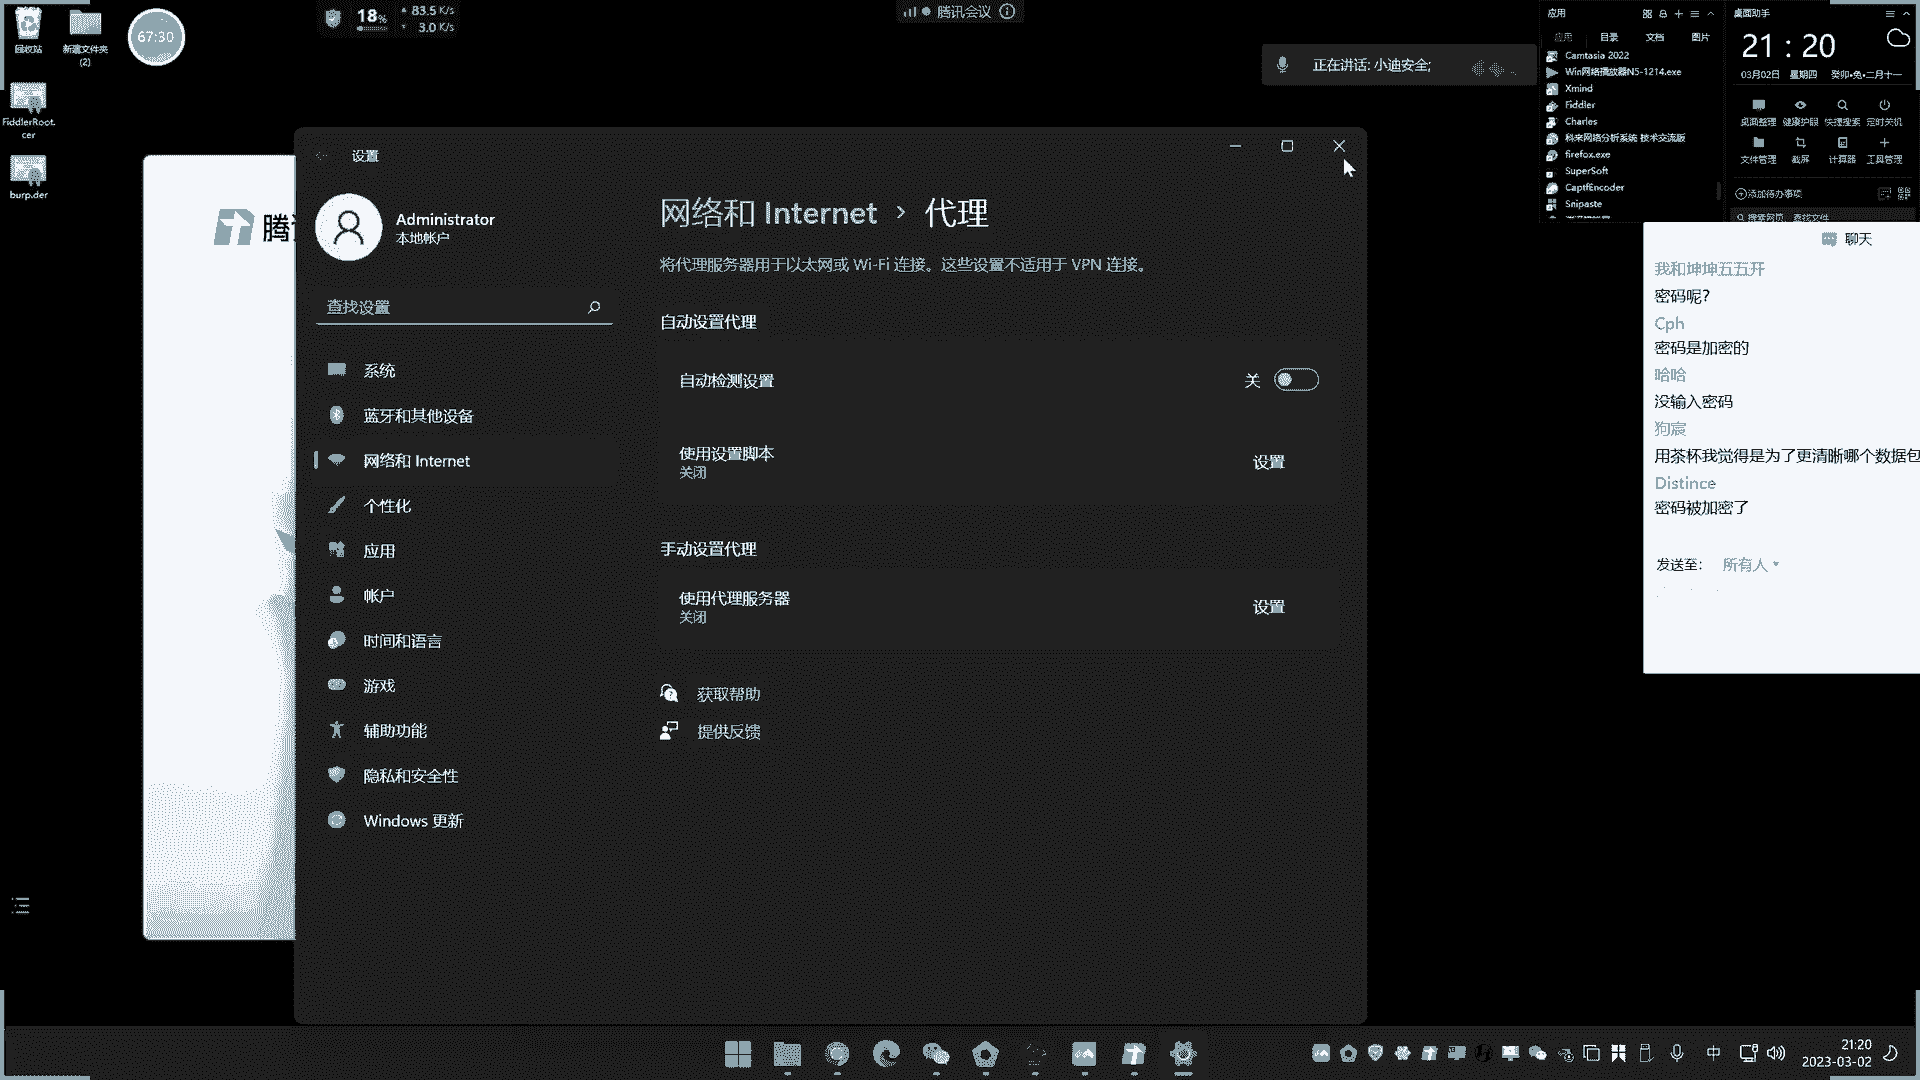 回收站
新建文件夹
(2)
67:30
FiddlerRoot.
cer
burp.der
18%
83.5 K/s
3.0 K/s
腾讯会议
正在讲话: 小迪安全;
应用
应用 目录 文档 图片
Camtasia 2022
Win网络播放器N5-1214.exe
Xmind
Fiddler
Charles
科来网络分析系统 技术交流版
firefox.exe
SuperSoft
CaptfEncoder
Snipaste
桌面助手
21 : 20
03月02日 星期四 癸卯•兔•二月十一
桌面整理 健康护眼 快捷搜索 定时关机
文件管理 截屏 计算器 工具管理
添加待办事项
搜索网页、查找文件
聊天
我和坤坤五五开
密码呢?
Cph
密码是加密的
哈哈
没输入密码
狗宸
用茶杯我觉得是为了更清晰哪个数据包
Distince
密码被加密了
发送至: 所有人
腾
设置
Administrator
本地帐户
查找设置
系统
蓝牙和其他设备
网络和 Internet
个性化
应用
帐户
时间和语言
游戏
辅助功能
隐私和安全性
Windows 更新
网络和 Internet › 代理
将代理服务器用于以太网或 Wi-Fi 连接。这些设置不适用于 VPN 连接。
自动设置代理
自动检测设置
关
使用设置脚本
关闭
设置
手动设置代理
使用代理服务器
关闭
设置
获取帮助
提供反馈
中
21:20
2023-03-02